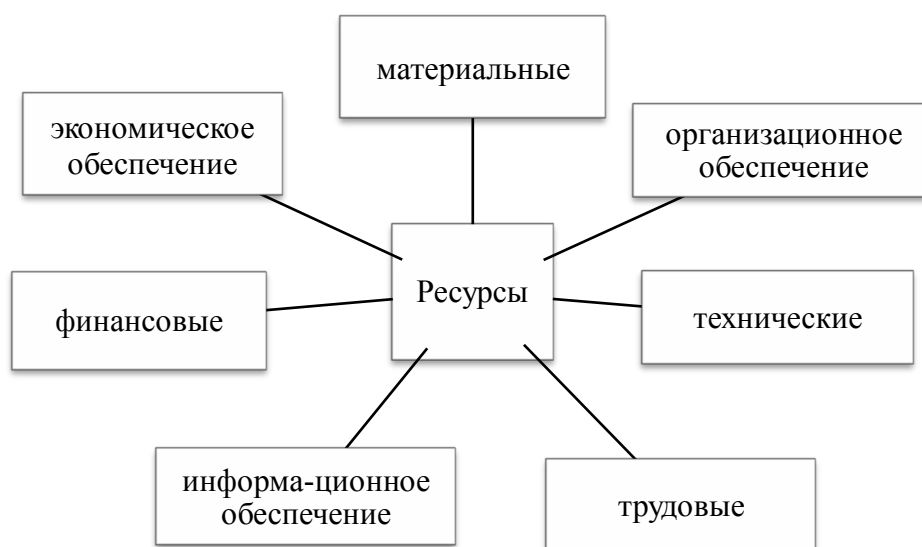 материальные
экономическое
обеспечение
организационное
обеспечение
Ресурсы
финансовые
технические
информа-ционное
обеспечение
трудовые